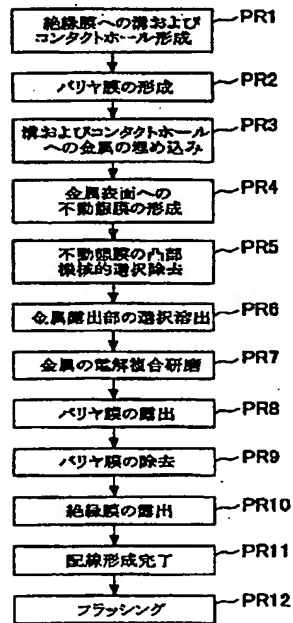 絶縁膜への溝および
コンタクトホール形成
PR1
バリヤ膜の形成
PR2
溝およびコンタクトホール
への金属の埋め込み
PR3
金属表面への
不動態膜の形成
PR4
不動態膜の凸部
機械的選択除去
PR5
金属露出部の選択溶出
PR6
金属の電解複合研磨
PR7
バリヤ膜の露出
PR8
バリヤ膜の除去
PR9
絶縁膜の露出
PR10
配線形成完了
PR11
フラッシング
PR12